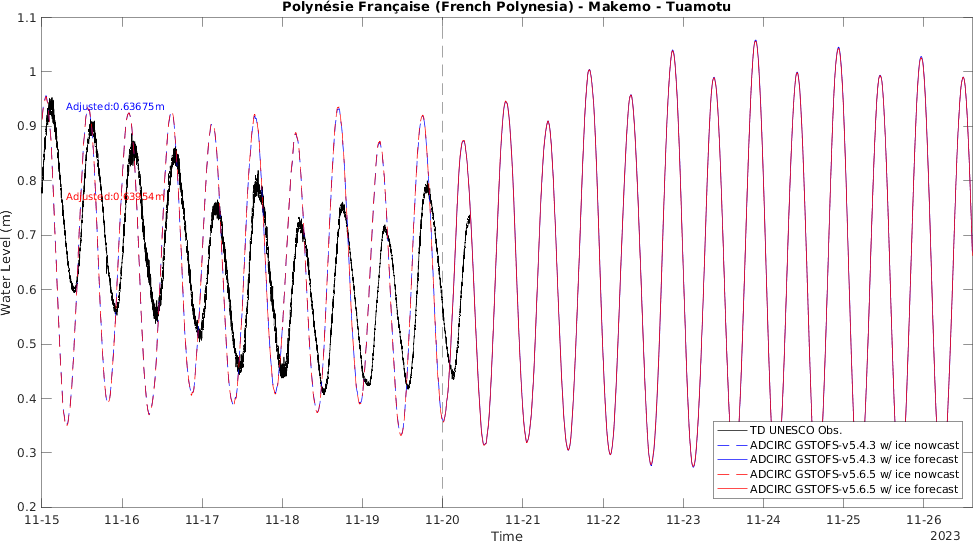 Polynésie Française (French Polynesia) - Makemo - Tuamotu
1.1
1
0.9
0.8
0.7
0.6
0.5
0.4
0.3
0.2
Water Level (m)
Adjusted:0.63675m
Adjusted:0.63954m
TD UNESCO Obs.
ADCIRC GSTOFS-v5.4.3 w/ ice nowcast
ADCIRC GSTOFS-v5.4.3 w/ ice forecast
ADCIRC GSTOFS-v5.6.5 w/ ice nowcast
ADCIRC GSTOFS-v5.6.5 w/ ice forecast
11-15 11-16 11-17 11-18 11-19 11-20 11-21 11-22 11-23 11-24 11-25 11-26
2023
Time